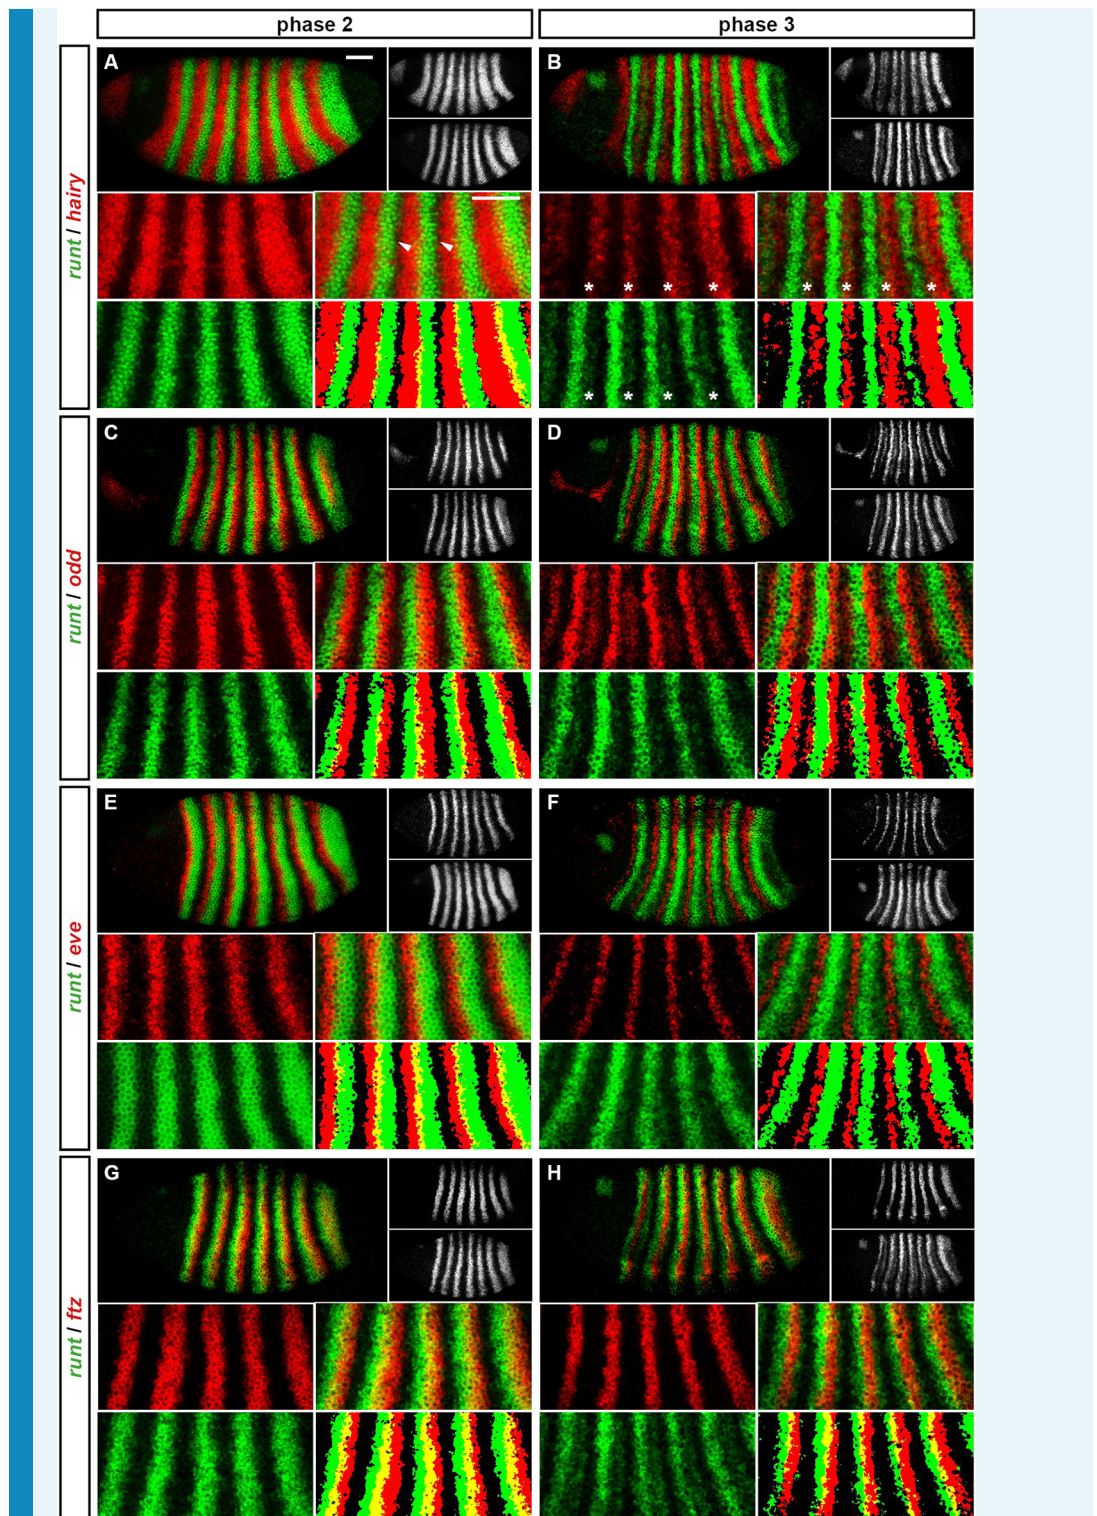 phase 2
phase 3
runt / hairy
A
B
* * * *
* * * *
* * * *
runt / odd
C
D
runt / eve
E
F
runt / ftz
G
H